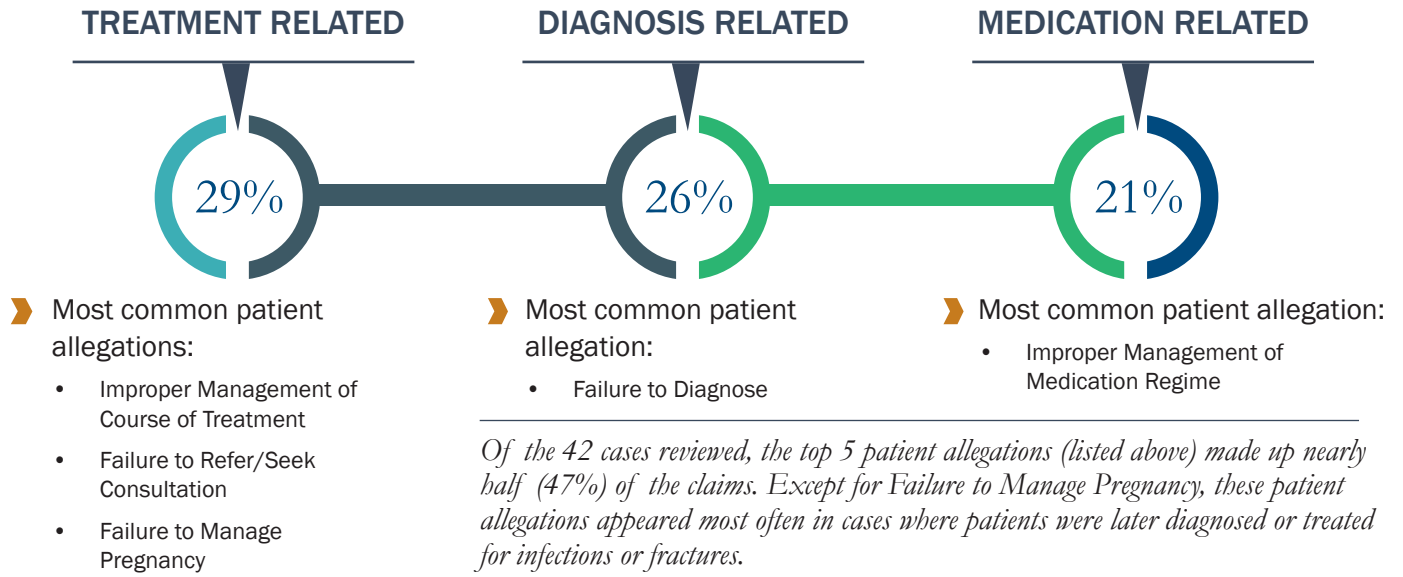 TREATMENT RELATED
29%
Most common patient
allegations:
• Improper Management of
Course of Treatment
• Failure to Refer/Seek
Consultation
• Failure to Manage
Pregnancy
DIAGNOSIS RELATED
26%
Most common patient
allegation:
• Failure to Diagnose
MEDICATION RELATED
21%
Most common patient allegation:
• Improper Management of
Medication Regime
Of the 42 cases reviewed, the top 5 patient allegations (listed above) made up nearly
half (47%) of the claims. Except for Failure to Manage Pregnancy, these patient
allegations appeared most often in cases where patients were later diagnosed or treated
for infections or fractures.